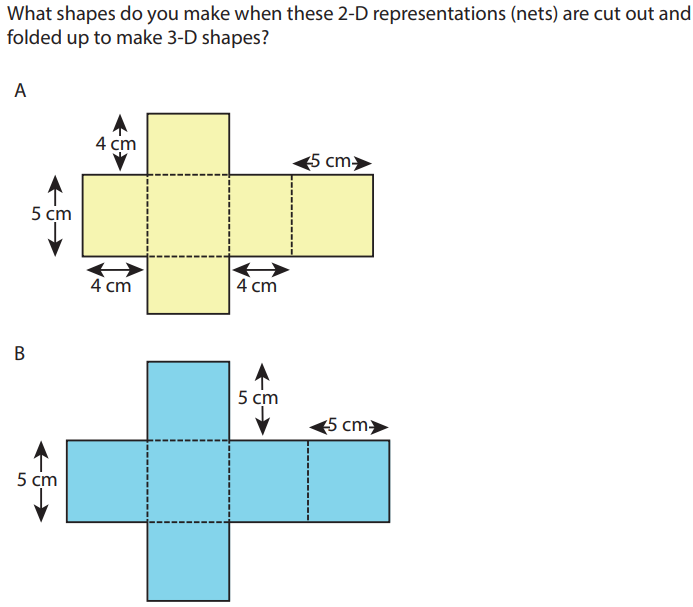 What shapes do you make when these 2-D representations (nets) are cut out and
folded up to make 3-D shapes?
A
4 cm
5 cm
5 cm
4 cm
4 cm
B
5 cm
5 cm
5 cm